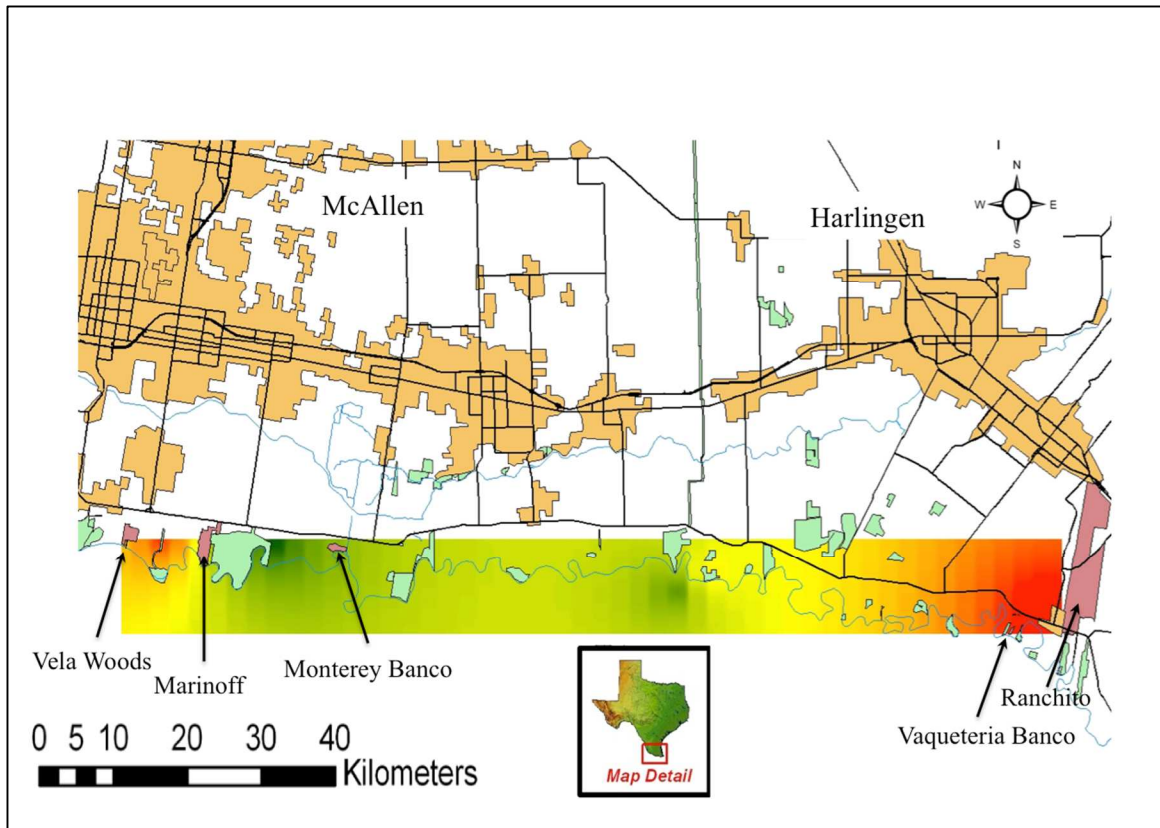 McAllen
Harlingen
N
W
E
S
Vela Woods
Marinoff
Monterey Banco
Ranchito
Vaqueteria Banco
0 5 10 20 30 40
Kilometers
Map Detail